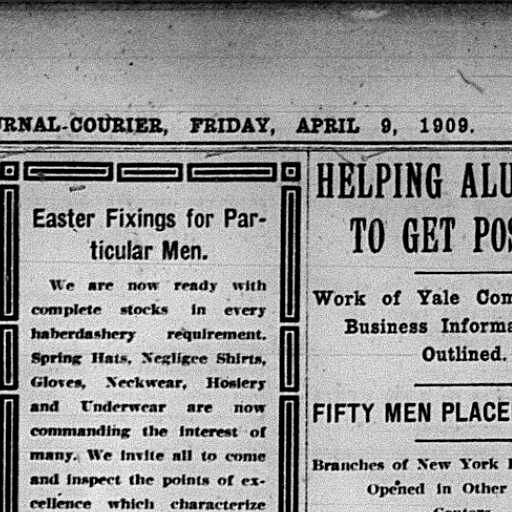 RNAL-COURIER, FRIDAY, APRIL 9, 1909.
Easter Fixings for Par-
ticular Men.
We are now ready with
complete stocks in every
haberdashery requirement.
Spring Hats, Negligee Shirts,
Gloves, Neckwear, Hosiery
and Underwear are now
commanding the interest of
many. We invite all to come
and inspect the points of ex-
cellence which characterize
HELPING ALU
TO GET POS
Work of Yale Com
Business Informa
Outlined.
FIFTY MEN PLACE
Branches of New York
Opened in Other